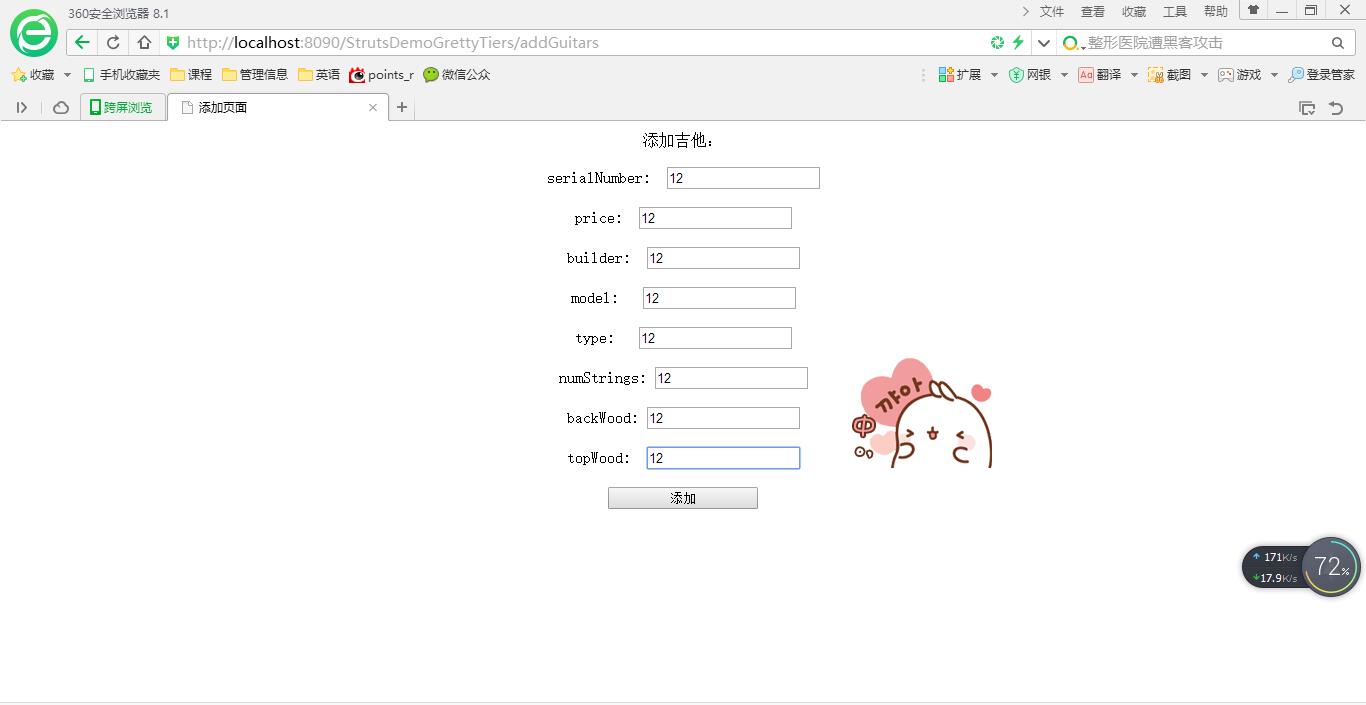 360安全浏览器 8.1
文件 查看 收藏 工具 帮助
http://localhost:8090/StrutsDemoGrettyTiers/addGuitars
整形医院遭黑客攻击
收藏 手机收藏夹 课程 管理信息 英语 points_r 微信公众 扩展 网银 Aa 翻译 截图 游戏 登录管家
跨屏浏览 添加页面
添加吉他：
serialNumber: 12
price: 12
builder: 12
model: 12
type: 12
numStrings: 12
backWood: 12
topWood: 12
添加
꺄아
171K/s
17.9K/s
72%